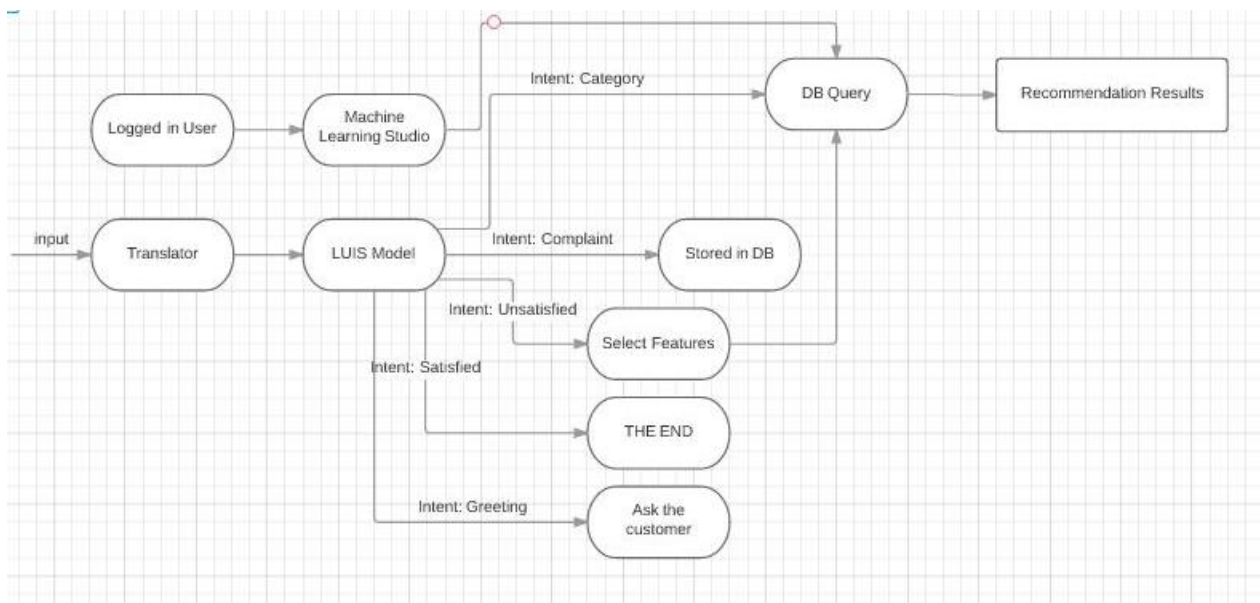 Intent: Category
DB Query
Recommendation Results
Logged in User
Machine
Learning Studio
input
Translator
LUIS Model
Intent: Complaint
Stored in DB
Intent: Unsatisfied
Select Features
Intent: Satisfied
THE END
Intent: Greeting
Ask the
customer